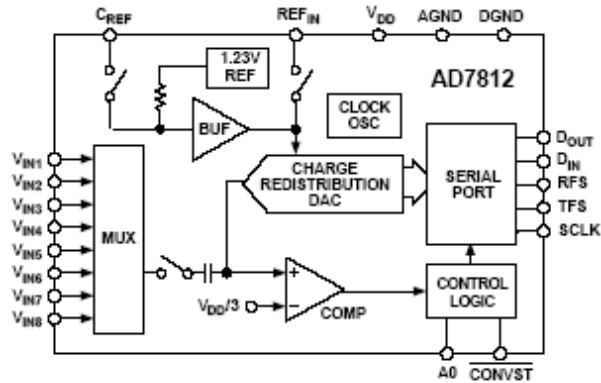 CREF
REFIN
VDD
AGND
DGND
1.23V
REF
AD7812
CLOCK
OSC
BUF
VIN1
VIN2
VIN3
VIN4
VIN5
VIN6
VIN7
VIN8
MUX
CHARGE
REDISTRIBUTION
DAC
SERIAL
PORT
DOUT
DIN
RFS
TFS
SCLK
+
−
VDD/3
COMP
CONTROL
LOGIC
A0
CONVST